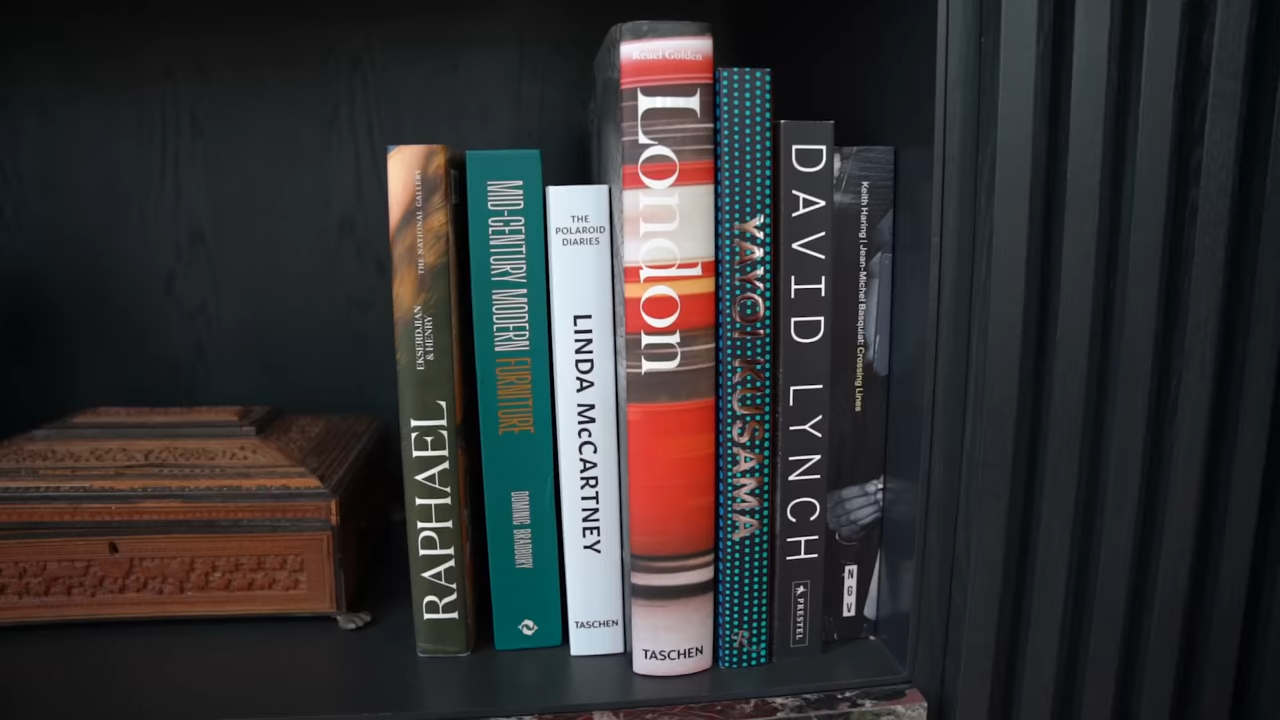 RAPHAEL
EKSERDJIAN
& HENRY
THE NATIONAL GALLERY
MID-CENTURY MODERN FURNITURE
DOMINIC BRADBURY
THE
POLAROID
DIARIES
LINDA McCARTNEY
TASCHEN
Reuel Golden
London
TASCHEN
YAYOI KUSAMA
DAVID LYNCH
PRESTEL
Keith Haring | Jean-Michel Basquiat: Crossing Lines
NGV